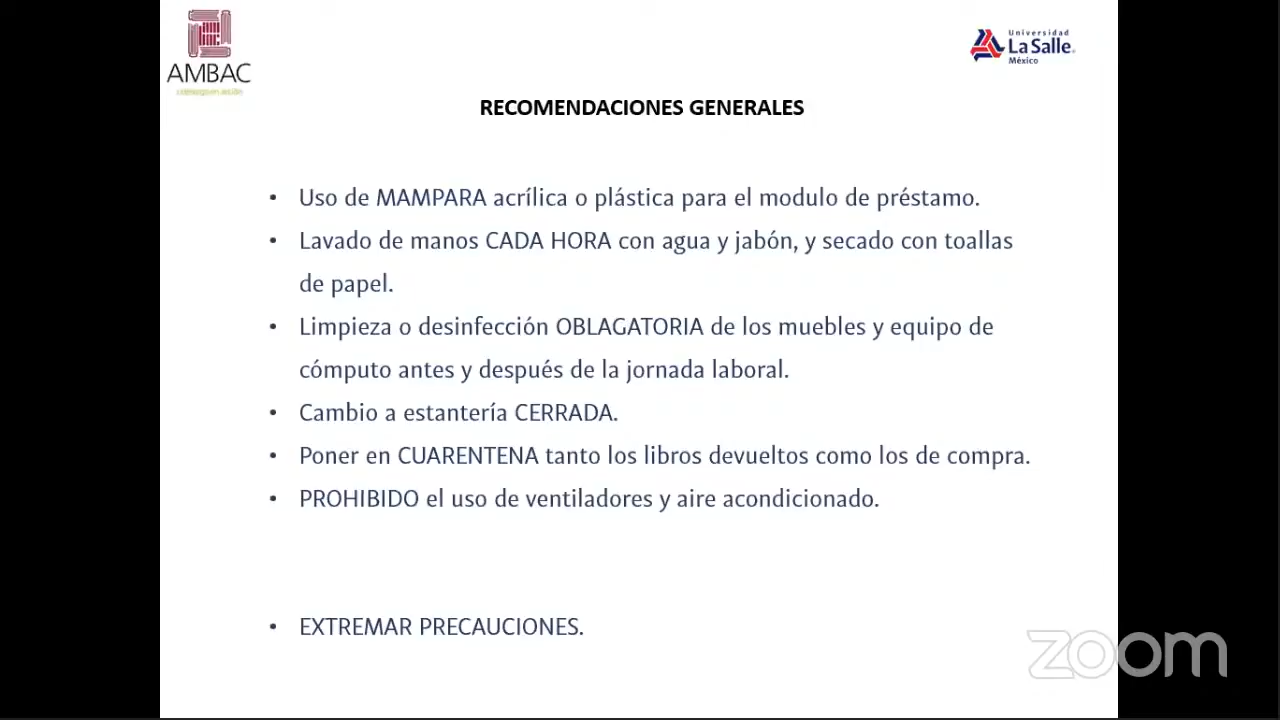 AMBAC
Universidad
La Salle
México
RECOMENDACIONES GENERALES
• Uso de MAMPARA acrílica o plástica para el modulo de préstamo.
• Lavado de manos CADA HORA con agua y jabón, y secado con toallas
de papel.
• Limpieza o desinfección OBLAGATORIA de los muebles y equipo de
cómputo antes y después de la jornada laboral.
• Cambio a estantería CERRADA.
• Poner en CUARENTENA tanto los libros devueltos como los de compra.
• PROHIBIDO el uso de ventiladores y aire acondicionado.
• EXTREMAR PRECAUCIONES.
zoom